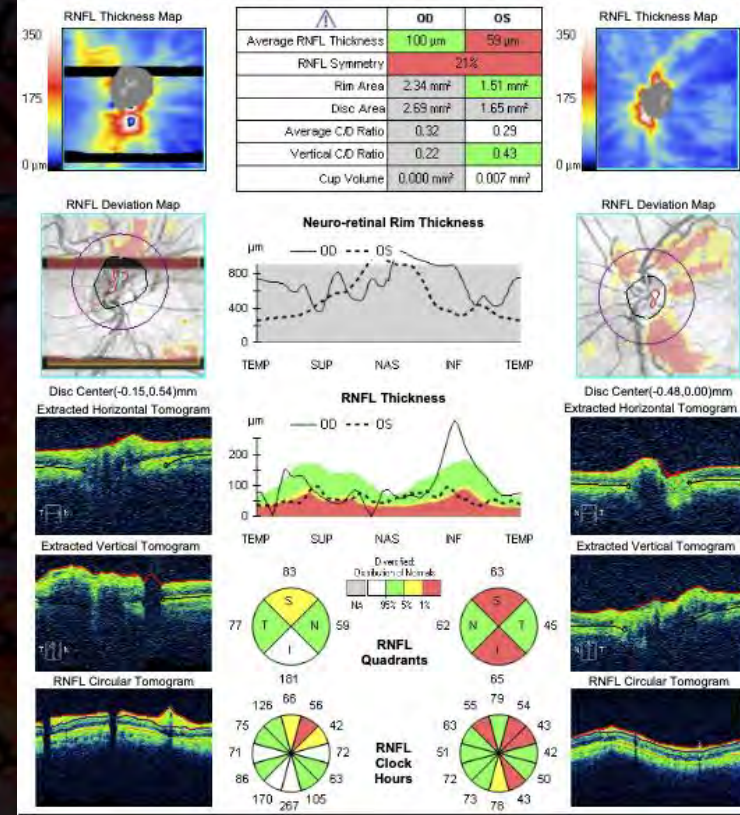 RNFL Thickness Map
350
175
0 µm
OD OS
Average RNFL Thickness 100 µm 59 µm
RNFL Symmetry 21%
Rim Area 2.34 mm² 1.51 mm²
Disc Area 2.69 mm² 1.65 mm²
Average C/D Ratio 0.32 0.29
Vertical C/D Ratio 0.22 0.43
Cup Volume 0.000 mm³ 0.007 mm³
RNFL Thickness Map
350
175
0 µm
RNFL Deviation Map
Disc Center(-0.15,0.54)mm
Neuro-retinal Rim Thickness
µm OD OS
800
400
0
TEMP SUP NAS INF TEMP
RNFL Deviation Map
Disc Center(-0.48,0.00)mm
Extracted Horizontal Tomogram
T N
RNFL Thickness
µm OD OS
200
100
0
TEMP SUP NAS INF TEMP
Extracted Horizontal Tomogram
N T
Extracted Vertical Tomogram
Diversified:
Distribution of Normals
NA 95% 5% 1%
83
S
77 T N 59
I
181
RNFL
Quadrants
63
S
62 N T 45
I
65
Extracted Vertical Tomogram
RNFL Circular Tomogram
66
126 56
75 42
71 72
86 63
170 105
267
RNFL
Clock
Hours
79
55 54
63 43
51 42
72 50
73 43
76
RNFL Circular Tomogram